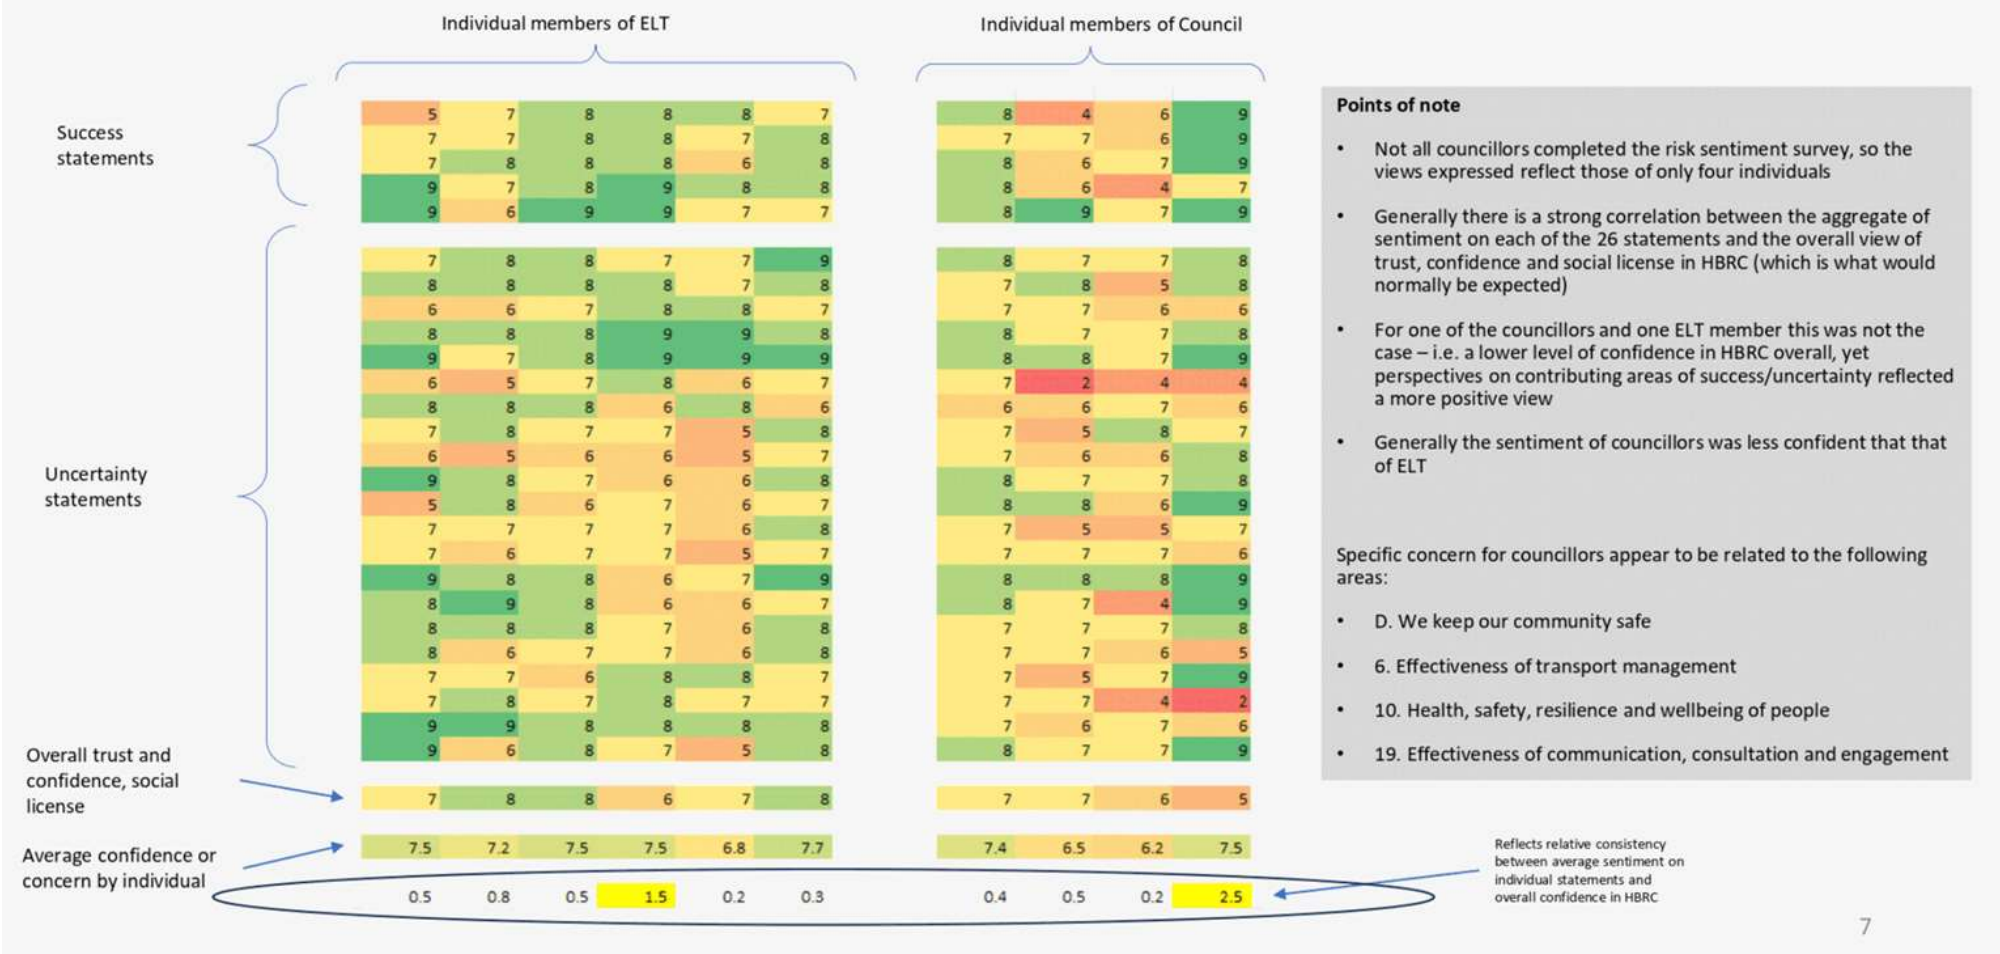 Individual members of ELT
Individual members of Council
Success
statements
5 7 8 8 8 7 8 4 6 9
7 7 8 8 7 8 7 7 6 9
7 8 8 8 6 8 8 6 7 9
9 7 8 9 8 8 8 6 4 7
9 6 9 9 7 7 8 9 7 9
Uncertainty
statements
7 8 8 7 7 9 8 7 7 8
8 8 8 8 7 8 7 8 5 8
6 6 7 8 8 7 7 7 6 6
8 8 8 9 9 8 8 7 7 8
9 7 8 9 9 9 8 8 7 9
6 5 7 8 6 7 7 2 4 4
8 8 8 6 8 6 6 6 7 6
7 8 7 7 5 8 7 5 8 7
6 5 6 6 5 7 7 6 6 8
9 8 7 6 6 8 8 7 7 8
5 8 6 7 6 7 8 8 6 9
7 7 7 7 6 8 7 5 5 7
7 6 7 7 5 7 7 7 7 6
9 8 8 6 7 9 8 8 8 9
8 9 8 6 6 7 8 7 4 9
8 8 8 7 6 8 7 7 7 8
8 6 7 7 6 8 7 7 6 5
7 7 6 8 8 7 7 5 7 9
7 8 7 8 7 7 7 7 4 2
9 9 8 8 8 8 7 6 7 6
9 6 8 7 5 8 8 7 7 9
Overall trust and
confidence, social
license
7 8 8 6 7 8 7 7 6 5
Average confidence or
concern by individual
7.5 7.2 7.5 7.5 6.8 7.7 7.4 6.5 6.2 7.5
0.5 0.8 0.5 1.5 0.2 0.3 0.4 0.5 0.2 2.5
Points of note
• Not all councillors completed the risk sentiment survey, so the
views expressed reflect those of only four individuals
• Generally there is a strong correlation between the aggregate of
sentiment on each of the 26 statements and the overall view of
trust, confidence and social license in HBRC (which is what would
normally be expected)
• For one of the councillors and one ELT member this was not the
case – i.e. a lower level of confidence in HBRC overall, yet
perspectives on contributing areas of success/uncertainty reflected
a more positive view
• Generally the sentiment of councillors was less confident that that
of ELT
Specific concern for councillors appear to be related to the following
areas:
• D. We keep our community safe
• 6. Effectiveness of transport management
• 10. Health, safety, resilience and wellbeing of people
• 19. Effectiveness of communication, consultation and engagement
Reflects relative consistency
between average sentiment on
individual statements and
overall confidence in HBRC
7